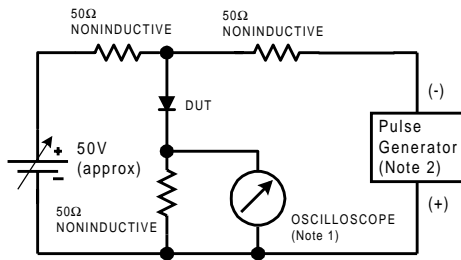 50Ω
NONINDUCTIVE
50Ω
NONINDUCTIVE
(-)
DUT
Pulse
Generator
(Note 2)
+
50V
(approx)
-
(+)
50Ω
NONINDUCTIVE
OSCILLOSCOPE
(Note 1)